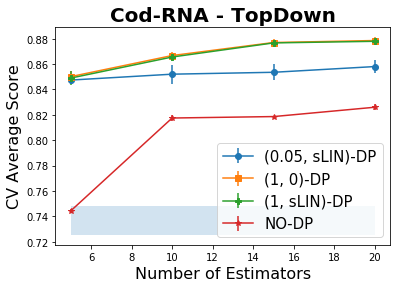 Cod-RNA - TopDown
CV Average Score
0.88
0.86
0.84
0.82
0.80
0.78
0.76
0.74
0.72
(0.05, sLIN)-DP
(1, 0)-DP
(1, sLIN)-DP
NO-DP
6 8 10 12 14 16 18 20
Number of Estimators